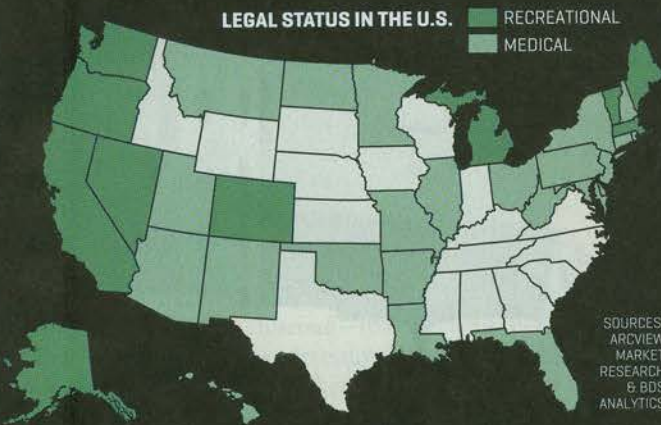 LEGAL STATUS IN THE U.S.
RECREATIONAL
MEDICAL
SOURCES:
ARCVIEW
MARKET
RESEARCH
& BDS
ANALYTICS